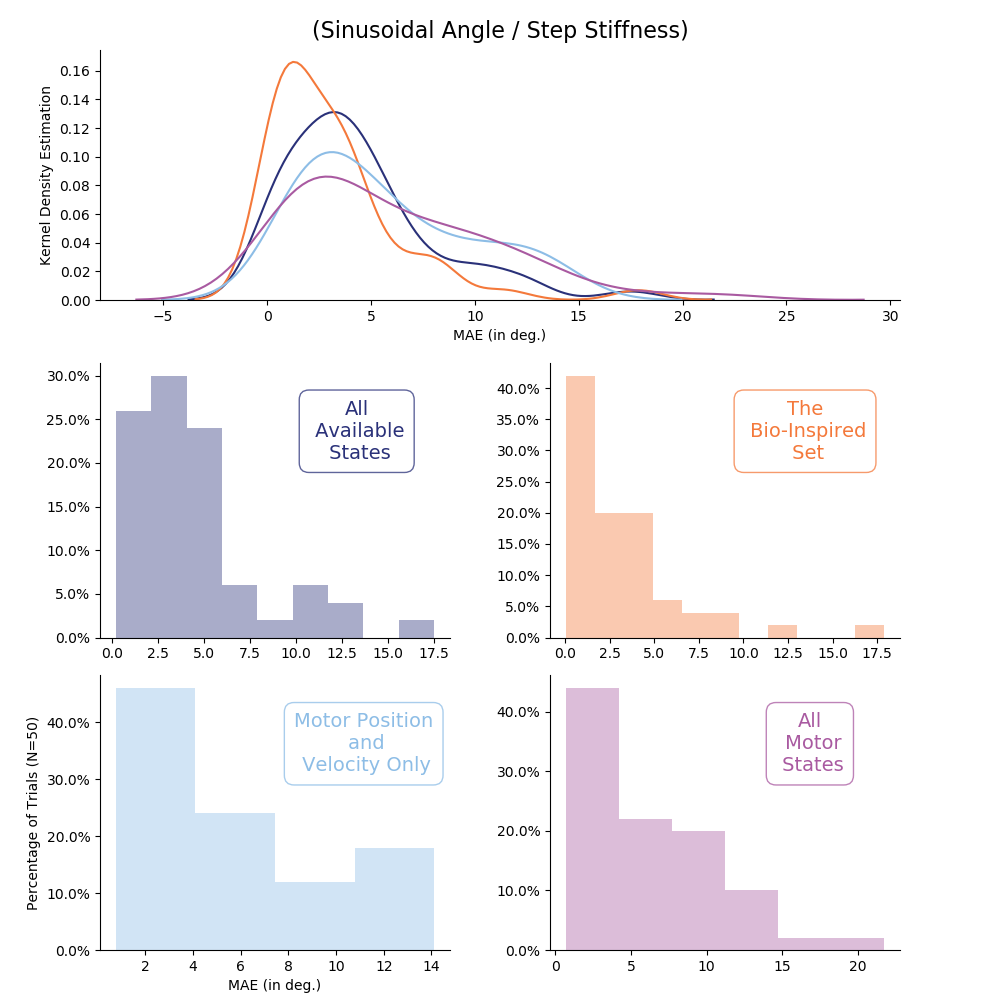 (Sinusoidal Angle / Step Stiffness)
Kernel Density Estimation
0.16
0.14
0.12
0.10
0.08
0.06
0.04
0.02
0.00
−5 0 5 10 15 20 25 30
MAE (in deg.)
30.0%
25.0%
20.0%
15.0%
10.0%
5.0%
0.0%
0.0 2.5 5.0 7.5 10.0 12.5 15.0 17.5
All
Available
States
40.0%
35.0%
30.0%
25.0%
20.0%
15.0%
10.0%
5.0%
0.0%
0.0 2.5 5.0 7.5 10.0 12.5 15.0 17.5
The
Bio-Inspired
Set
Percentage of Trials (N=50)
40.0%
30.0%
20.0%
10.0%
0.0%
2 4 6 8 10 12 14
MAE (in deg.)
Motor Position
and
Velocity Only
40.0%
30.0%
20.0%
10.0%
0.0%
0 5 10 15 20
All
Motor
States